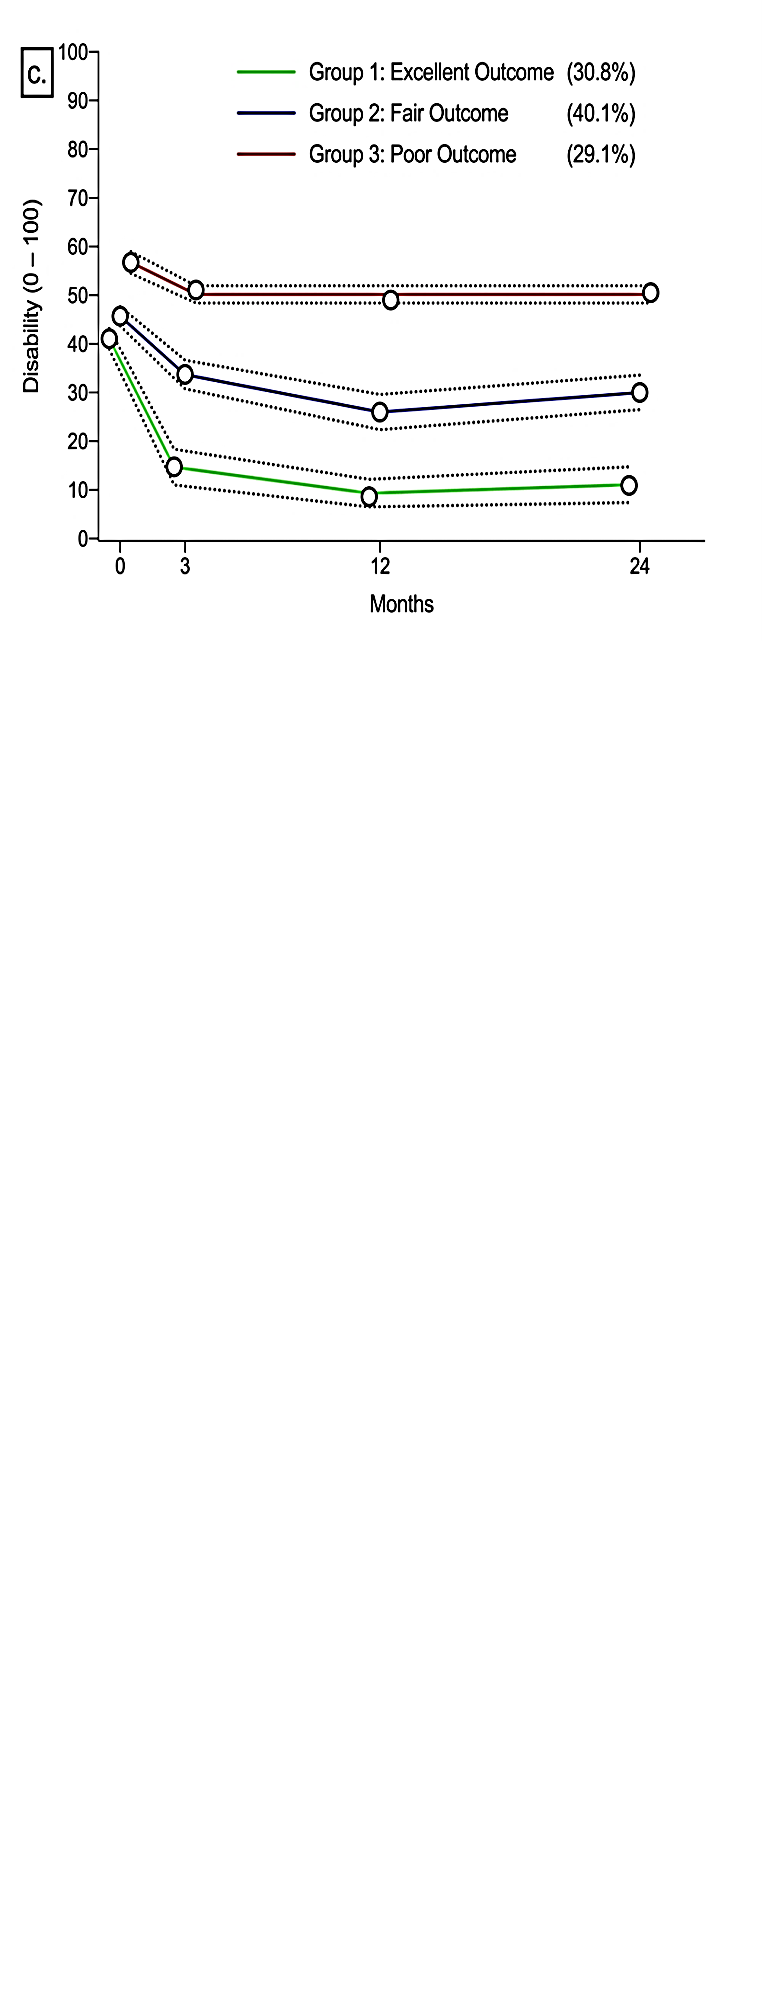 c.
Group 1: Excellent Outcome (30.8%)
Group 2: Fair Outcome (40.1%)
Group 3: Poor Outcome (29.1%)
Disability (0 – 100)
100
90
80
70
60
50
40
30
20
10
0
0 3 12 24
Months